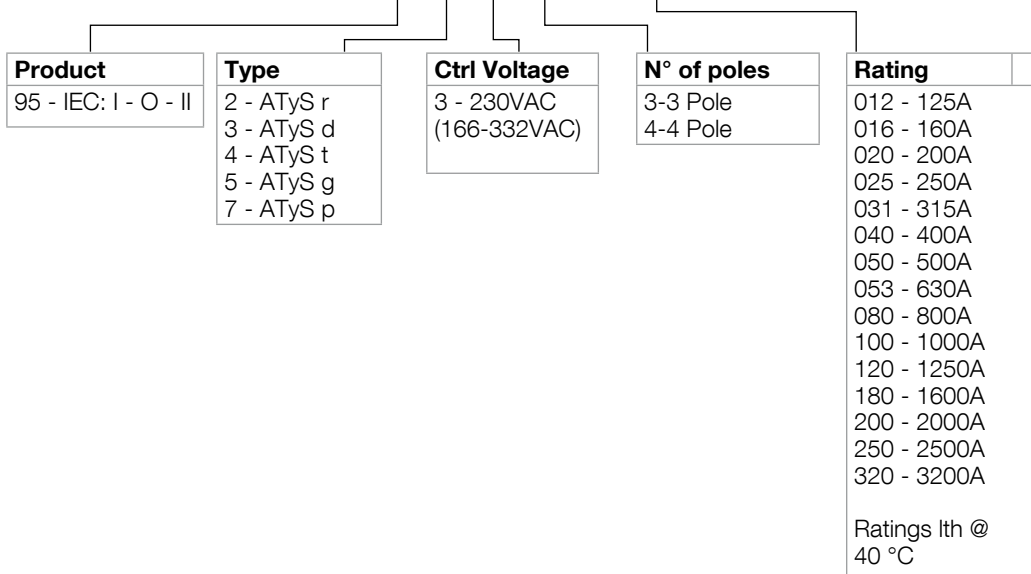 Product
95 - IEC: I - O - II
Type
2 - ATyS r
3 - ATyS d
4 - ATyS t
5 - ATyS g
7 - ATyS p
Ctrl Voltage
3 - 230VAC
(166-332VAC)
N° of poles
3-3 Pole
4-4 Pole
Rating
012 - 125A
016 - 160A
020 - 200A
025 - 250A
031 - 315A
040 - 400A
050 - 500A
053 - 630A
080 - 800A
100 - 1000A
120 - 1250A
180 - 1600A
200 - 2000A
250 - 2500A
320 - 3200A
Ratings Ith @
40 °C